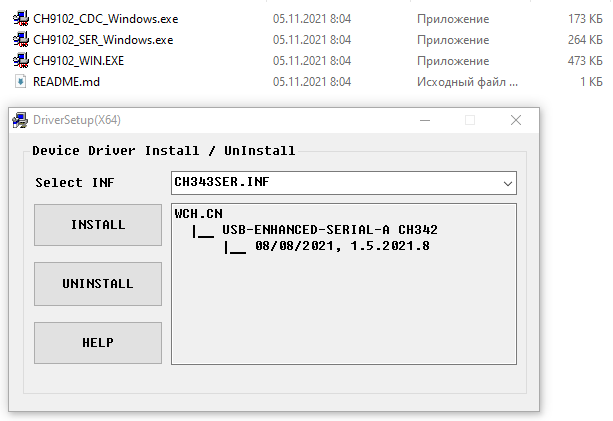 CH9102_CDC_Windows.exe 05.11.2021 8:04 Приложение 173 КБ
CH9102_SER_Windows.exe 05.11.2021 8:04 Приложение 264 КБ
CH9102_WIN.EXE 05.11.2021 8:04 Приложение 473 КБ
README.md 05.11.2021 8:04 Исходный файл ... 1 КБ
DriverSetup(X64)
Device Driver Install / UnInstall
Select INF CH343SER.INF
INSTALL
UNINSTALL
HELP
WCH.CN
|__ USB-ENHANCED-SERIAL-A CH342
|__ 08/08/2021, 1.5.2021.8